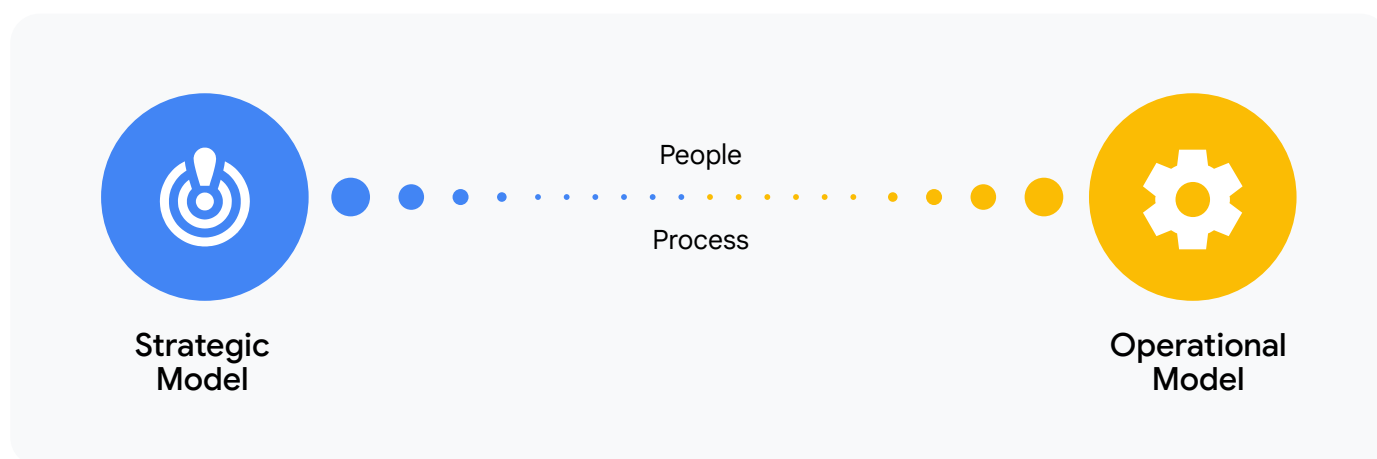 People
Process
Strategic
Model
Operational
Model